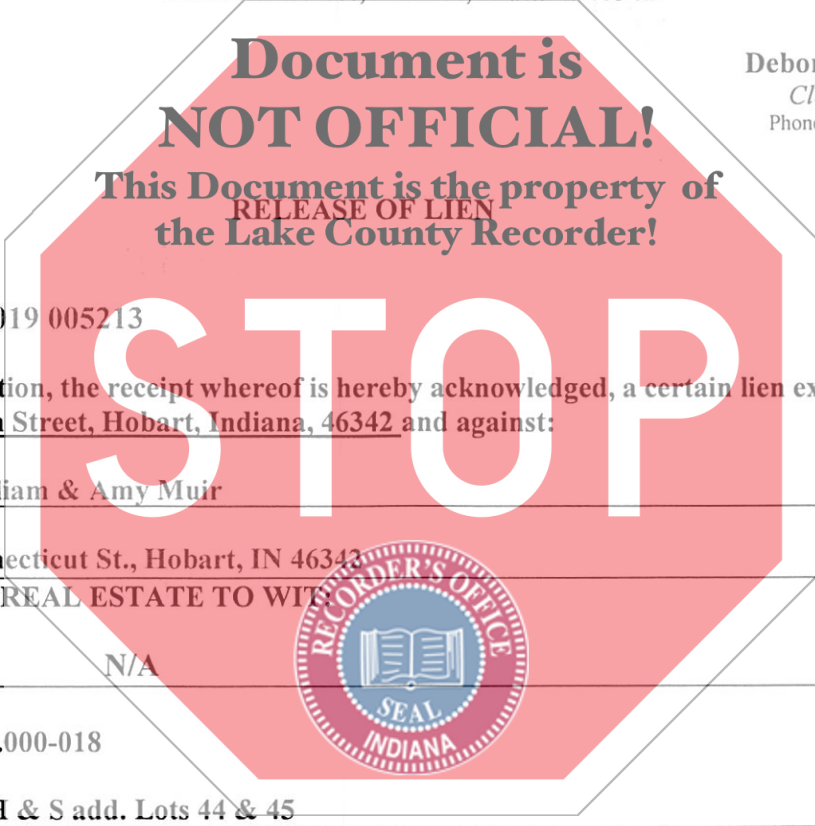 Document is
NOT OFFICIAL!
This Document is the property of
the Lake County Recorder!
RELEASE OF LIEN
Debor
Cl
Phone
019 005213
STOP
tion, the receipt whereof is hereby acknowledged, a certain lien ex
Street, Hobart, Indiana, 46342 and against:
liam & Amy Muir
necticut St., Hobart, IN 46342
REAL ESTATE TO WIT:
N/A
RECORDER'S OFFICE
SEAL
INDIANA
.000-018
H & S add. Lots 44 & 45